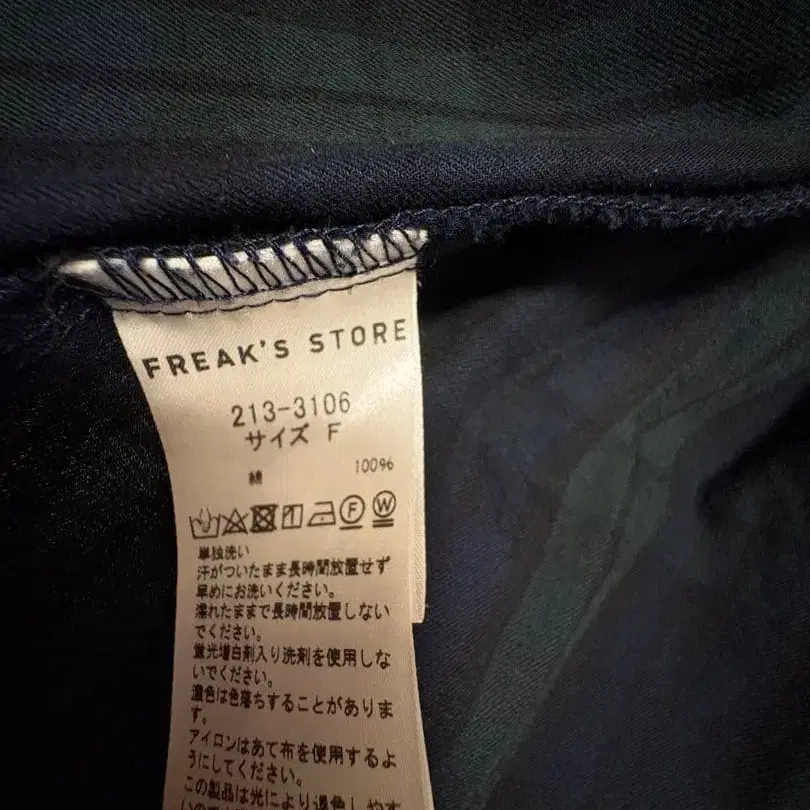 FREAK'S STORE
213-3106
サイズ F
綿 100%
F W
単独洗い
汗がついたまま長時間放置せず
早めにお洗いください。
濡れたままで長時間放置しない
でください。
蛍光増白剤入り洗剤を使用しな
いでください。
濃色は色落ちすることがありま
す。
アイロンはあて布を使用するよ
うにしてください。
この製品は光により退色しやす